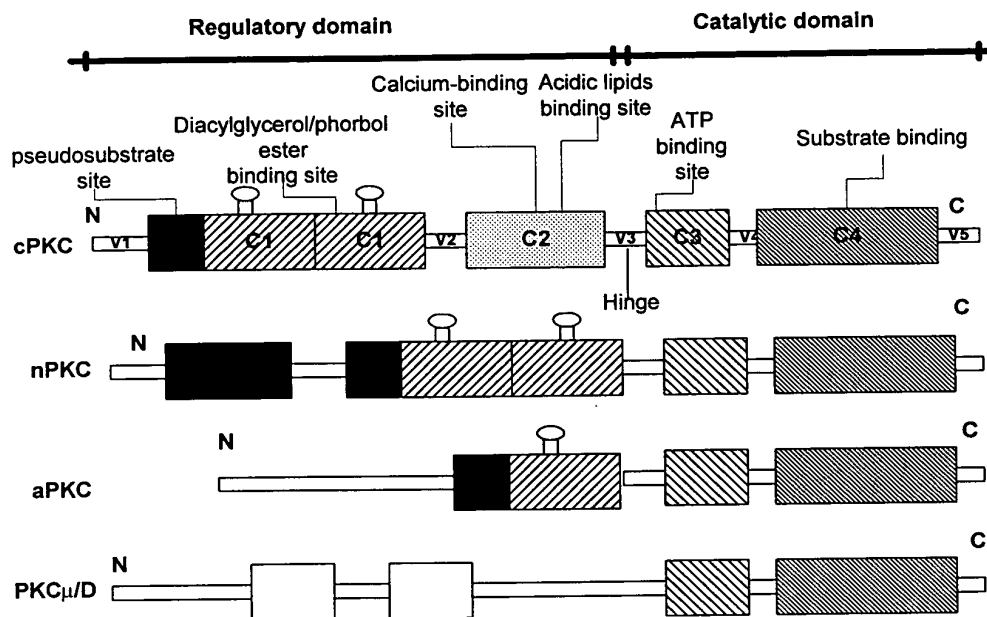 Regulatory domain
Catalytic domain
Calcium-binding
site
Acidic lipids
binding site
Diacylglycerol/phorbol
ester
binding site
ATP
binding
site
Substrate binding
pseudosubstrate
site
N
C
cPKC
V1
C1
C1
V2
C2
V3
C3
V4
C4
V5
Hinge
N
C
nPKC
N
C
aPKC
N
C
PKCμ/D